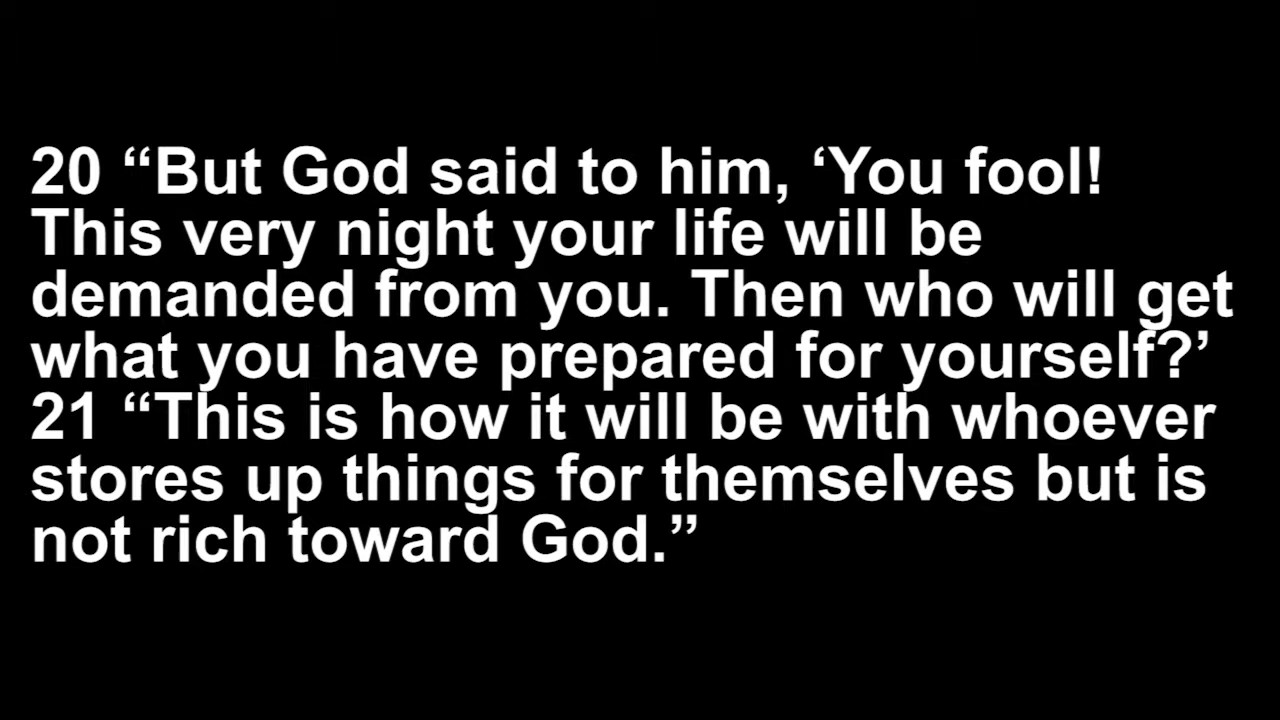 20 “But God said to him, ‘You fool!
This very night your life will be
demanded from you. Then who will get
what you have prepared for yourself?’
21 “This is how it will be with whoever
stores up things for themselves but is
not rich toward God.”